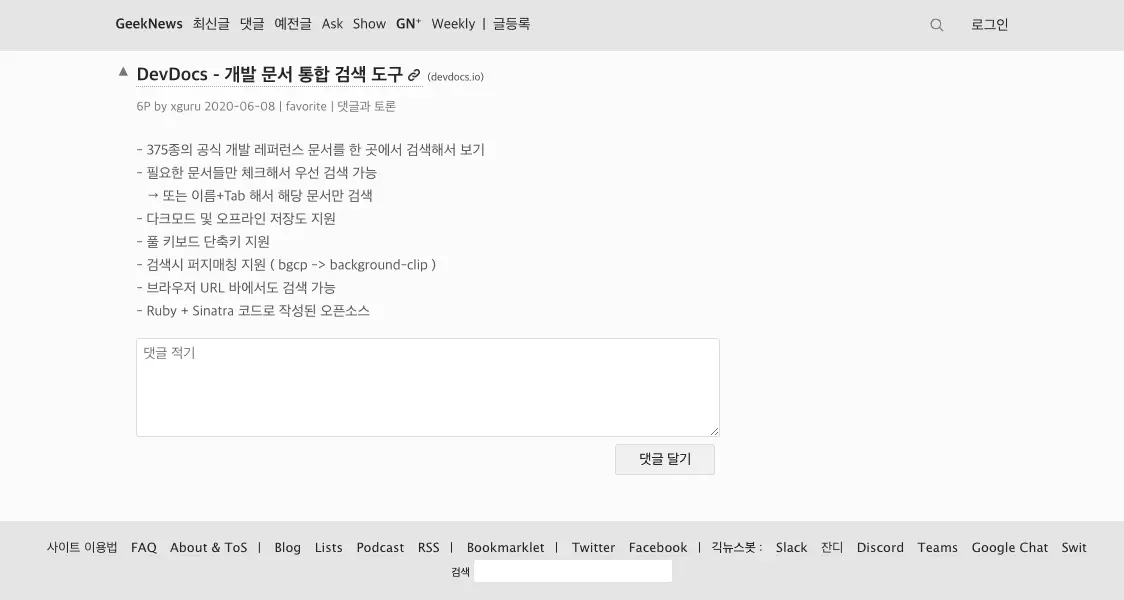 GeekNews 최신글 댓글 예전글 Ask Show GN⁺ Weekly | 글등록 로그인
▲ DevDocs - 개발 문서 통합 검색 도구 (devdocs.io)
6P by xguru 2020-06-08 | favorite | 댓글과 토론
- 375종의 공식 개발 레퍼런스 문서를 한 곳에서 검색해서 보기
- 필요한 문서들만 체크해서 우선 검색 가능
→ 또는 이름+Tab 해서 해당 문서만 검색
- 다크모드 및 오프라인 저장도 지원
- 풀 키보드 단축키 지원
- 검색시 퍼지매칭 지원 ( bgcp -> background-clip )
- 브라우저 URL 바에서도 검색 가능
- Ruby + Sinatra 코드로 작성된 오픈소스
댓글 적기
댓글 달기
사이트 이용법 FAQ About & ToS | Blog Lists Podcast RSS | Bookmarklet | Twitter Facebook | 긱뉴스봇 : Slack 잔디 Discord Teams Google Chat Swit
검색